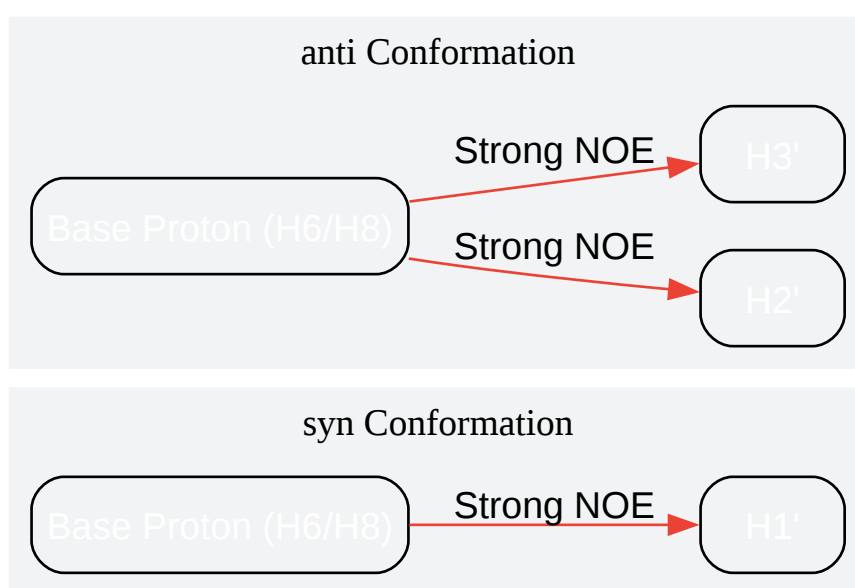 anti Conformation
Strong NOE
H3'
Base Proton (H6/H8)
Strong NOE
H2'
syn Conformation
Strong NOE
Base Proton (H6/H8)
H1'